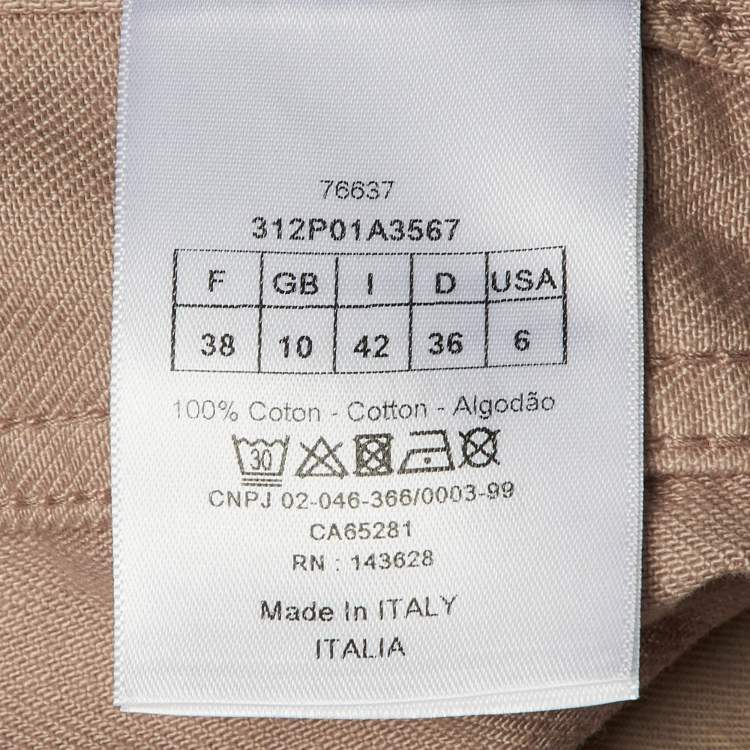 76637
312P01A3567
F GB I D USA
38 10 42 36 6
100% Coton - Cotton - Algodão
30
CNPJ 02-046-366/0003-99
CA65281
RN : 143628
Made In ITALY
ITALIA